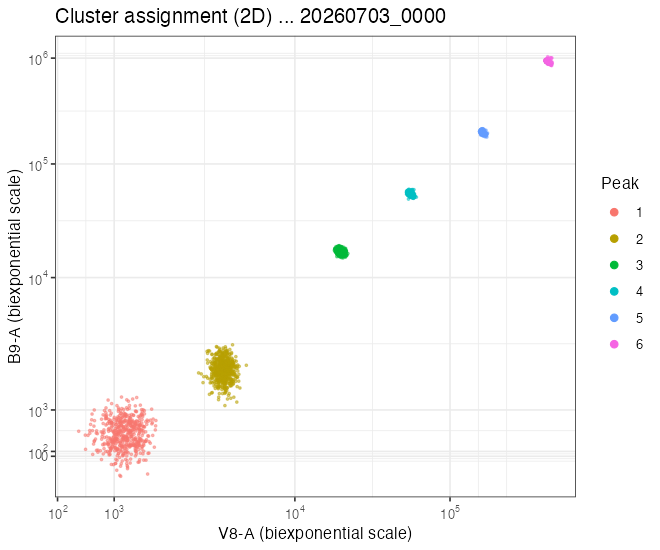 Cluster assignment (2D) ... 20260703_0000
10⁶
10⁵
10⁴
10³
10²
0
B9-A (biexponential scale)
10² 10³ 10⁴ 10⁵
V8-A (biexponential scale)
Peak
1
2
3
4
5
6